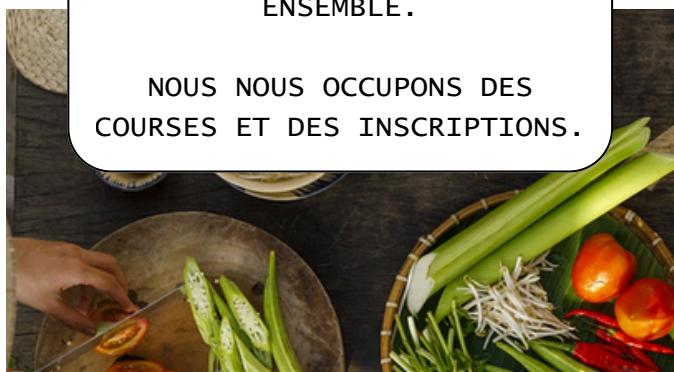 ENSEMBLE.
NOUS NOUS OCCUPONS DES
COURSES ET DES INSCRIPTIONS.